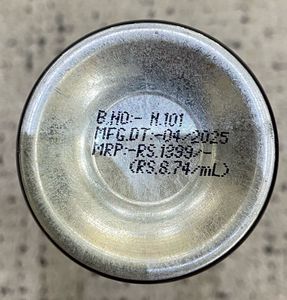 B.NO:- N.101
MFG.DT:-04/2025
MRP:-RS.1399/-
(RS.8.74/mL)